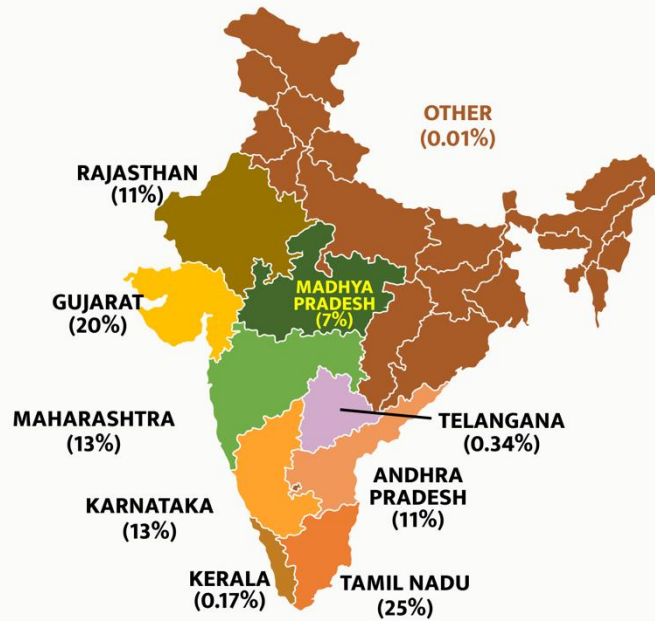 OTHER
(0.01%)
RAJASTHAN
(11%)
MADHYA
PRADESH
(7%)
GUJARAT
(20%)
MAHARASHTRA
(13%)
TELANGANA
(0.34%)
ANDHRA
PRADESH
(11%)
KARNATAKA
(13%)
KERALA
(0.17%)
TAMIL NADU
(25%)